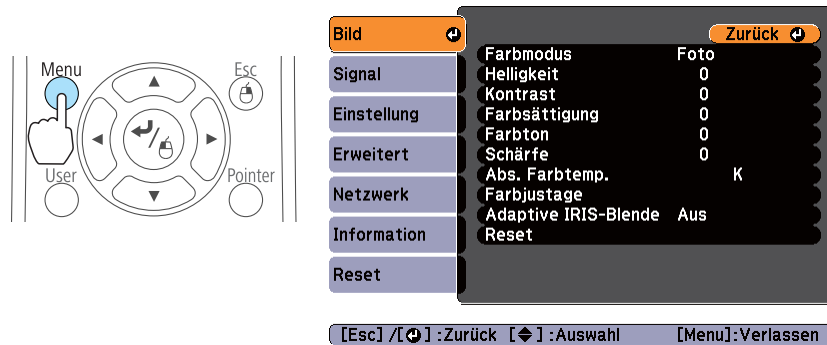 Menu
Esc
User
Pointer
Bild
Signal
Einstellung
Erweitert
Netzwerk
Information
Reset
Zurück
Farbmodus Foto
Helligkeit 0
Kontrast 0
Farbsättigung 0
Farbton 0
Schärfe 0
Abs. Farbtemp. K
Farbjustage
Adaptive IRIS-Blende Aus
Reset
[Esc] /[ ] :Zurück [ ] :Auswahl [Menu]:Verlassen